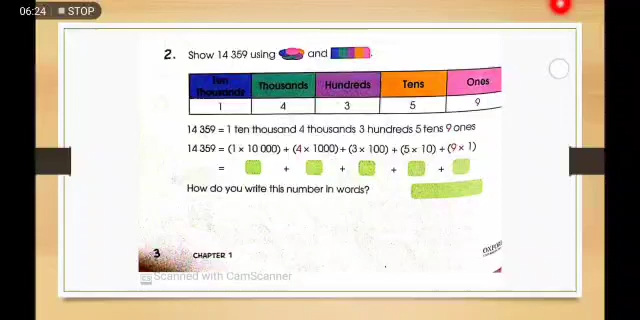 06:24 STOP
2. Show 14 359 using and .
Ten Thousands Thousands Hundreds Tens Ones
1 4 3 5 9
14 359 = 1 ten thousand 4 thousands 3 hundreds 5 tens 9 ones
14 359 = (1 × 10 000) + (4 × 1000) + (3 × 100) + (5 × 10) + (9 × 1)
= + + + +
How do you write this number in words?
OXFORD
3 CHAPTER 1
CS Scanned with CamScanner